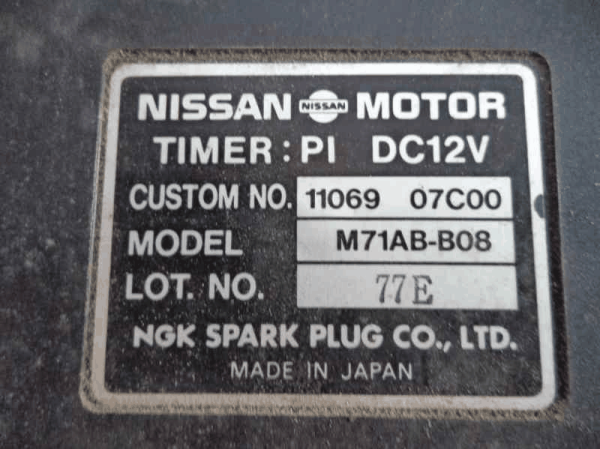 NISSAN NISSAN MOTOR
TIMER : PI DC12V
CUSTOM NO. 11069 07C00
MODEL M71AB-B08
LOT. NO. 77E
NGK SPARK PLUG CO., LTD.
MADE IN JAPAN